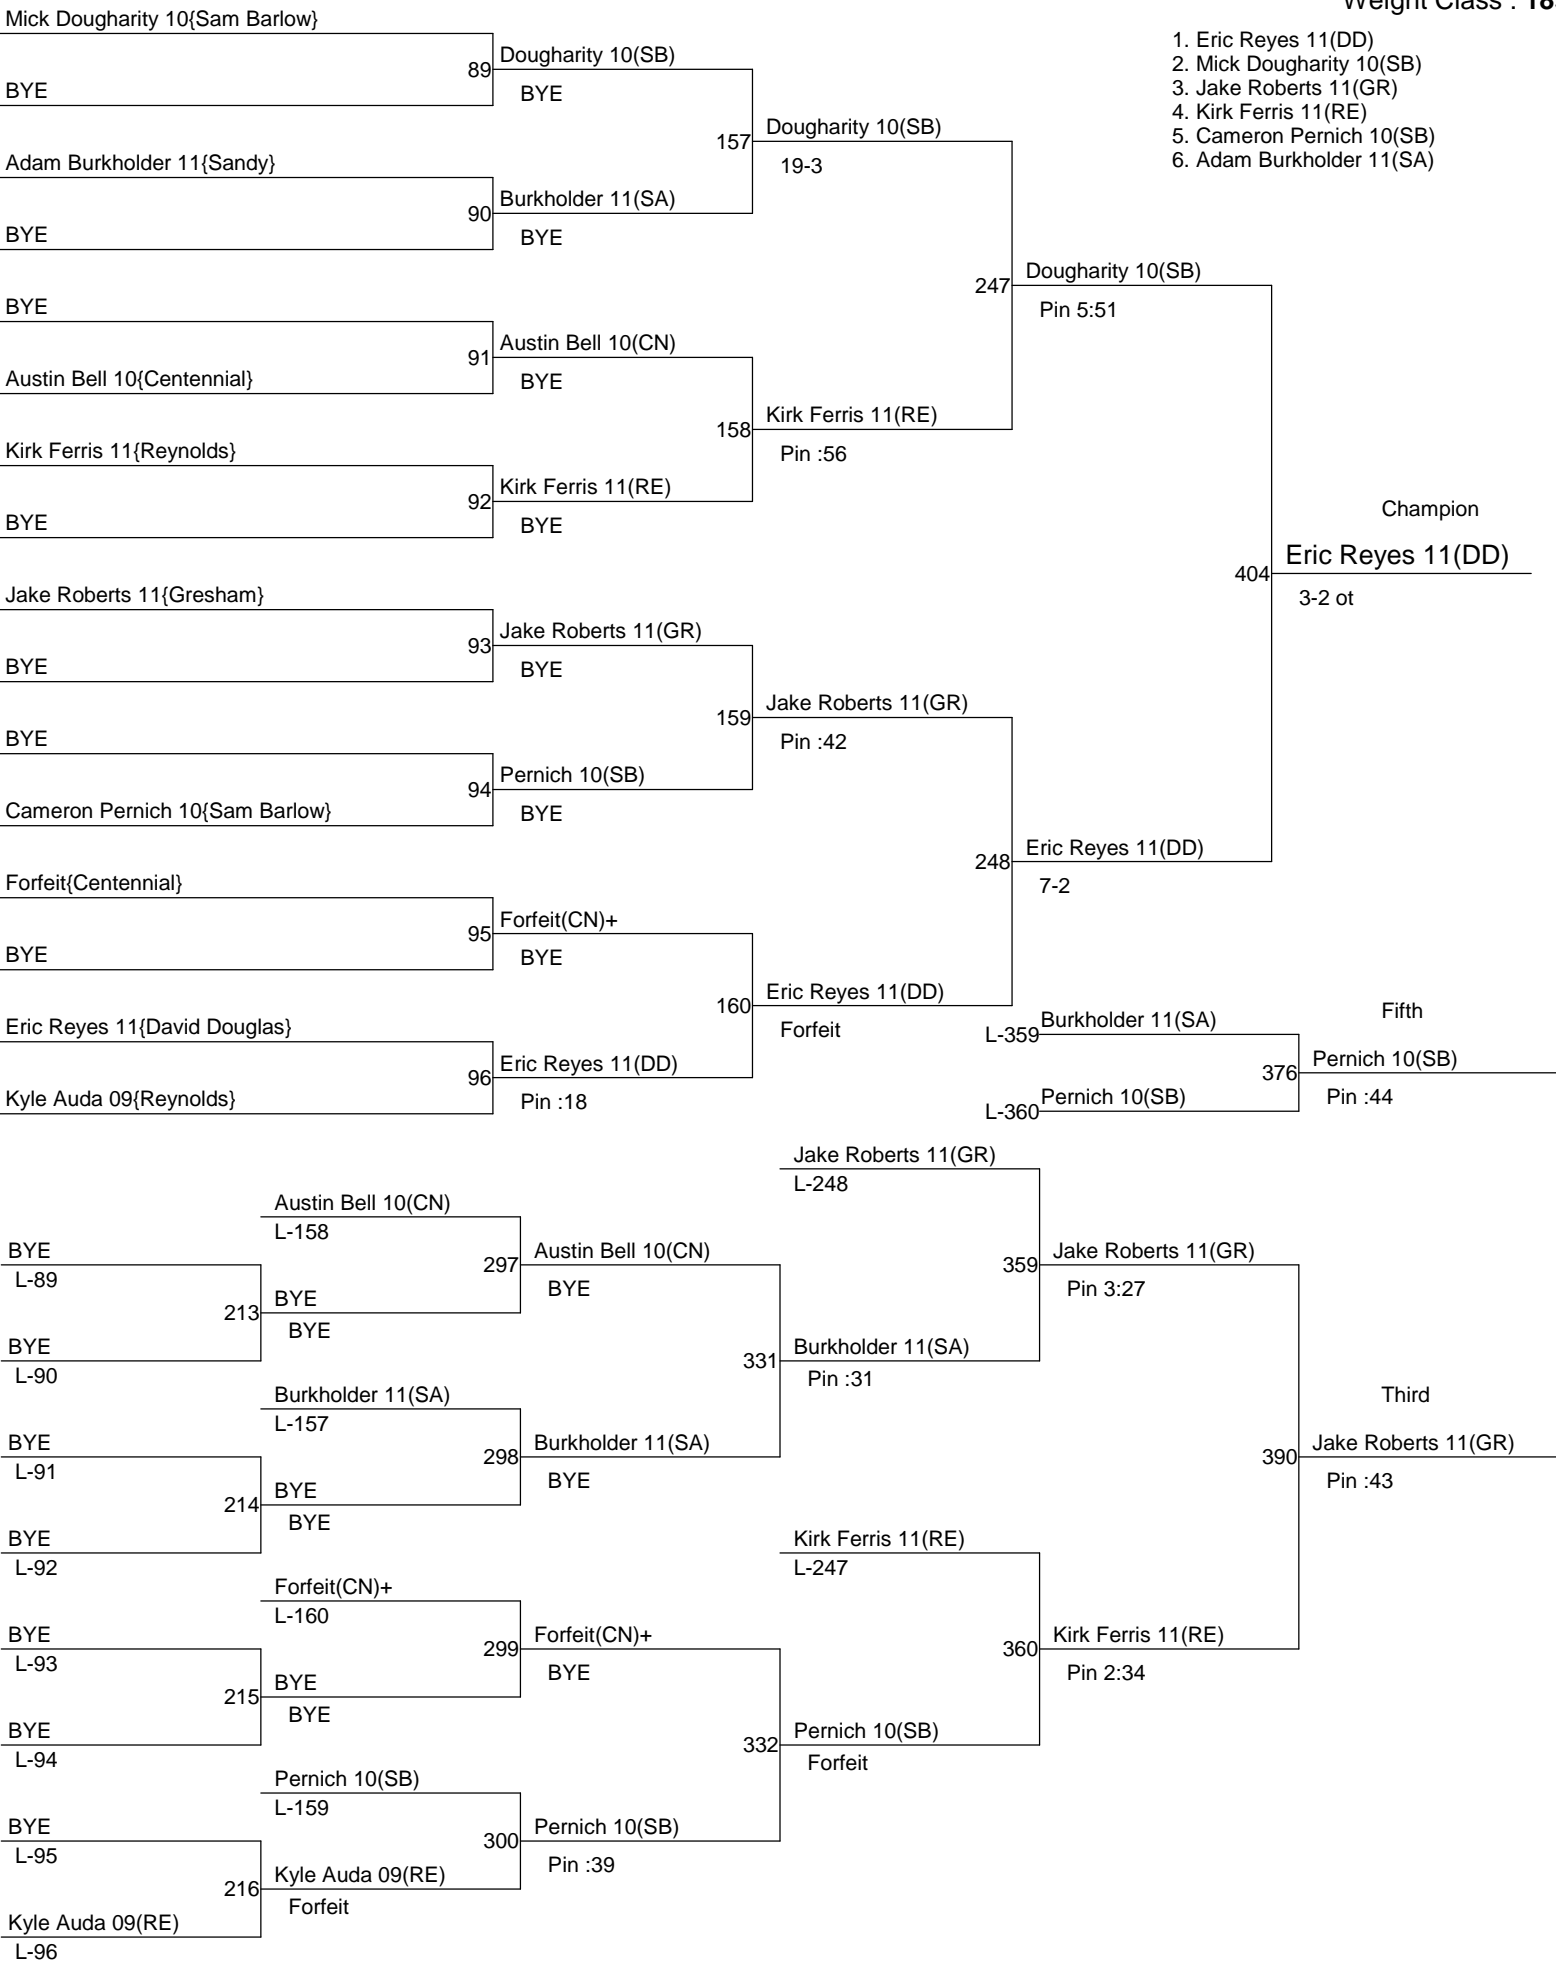 Weight Class :
1. Eric Reyes 11(DD)
2. Mick Dougharity 10(SB)
3. Jake Roberts 11(GR)
4. Kirk Ferris 11(RE)
5. Cameron Pernich 10(SB)
6. Adam Burkholder 11(SA)
Mick Dougharity 10{Sam Barlow}
BYE
Adam Burkholder 11{Sandy}
BYE
BYE
Austin Bell 10{Centennial}
Kirk Ferris 11{Reynolds}
BYE
Jake Roberts 11{Gresham}
BYE
BYE
Cameron Pernich 10{Sam Barlow}
Forfeit{Centennial}
BYE
Eric Reyes 11{David Douglas}
Kyle Auda 09{Reynolds}
89
Dougharity 10(SB)
BYE
90
Burkholder 11(SA)
BYE
91
Austin Bell 10(CN)
BYE
92
Kirk Ferris 11(RE)
BYE
93
Jake Roberts 11(GR)
BYE
94
Pernich 10(SB)
BYE
95
Forfeit(CN)+
BYE
96
Eric Reyes 11(DD)
Pin :18
157
Dougharity 10(SB)
19-3
158
Kirk Ferris 11(RE)
Pin :56
159
Jake Roberts 11(GR)
Pin :42
160
Eric Reyes 11(DD)
Forfeit
247
Dougharity 10(SB)
Pin 5:51
248
Eric Reyes 11(DD)
7-2
Champion
404
Eric Reyes 11(DD)
3-2 ot
Fifth
L-359
Burkholder 11(SA)
L-360
Pernich 10(SB)
376
Pernich 10(SB)
Pin :44
BYE
L-89
BYE
L-90
BYE
L-91
BYE
L-92
BYE
L-93
BYE
L-94
BYE
L-95
Kyle Auda 09(RE)
L-96
Austin Bell 10(CN)
L-158
213
BYE
BYE
Burkholder 11(SA)
L-157
214
BYE
BYE
Forfeit(CN)+
L-160
215
BYE
BYE
Pernich 10(SB)
L-159
216
Kyle Auda 09(RE)
Forfeit
297
Austin Bell 10(CN)
BYE
298
Burkholder 11(SA)
BYE
299
Forfeit(CN)+
BYE
300
Pernich 10(SB)
Pin :39
Jake Roberts 11(GR)
L-248
331
Burkholder 11(SA)
Pin :31
Kirk Ferris 11(RE)
L-247
332
Pernich 10(SB)
Forfeit
359
Jake Roberts 11(GR)
Pin 3:27
360
Kirk Ferris 11(RE)
Pin 2:34
Third
390
Jake Roberts 11(GR)
Pin :43